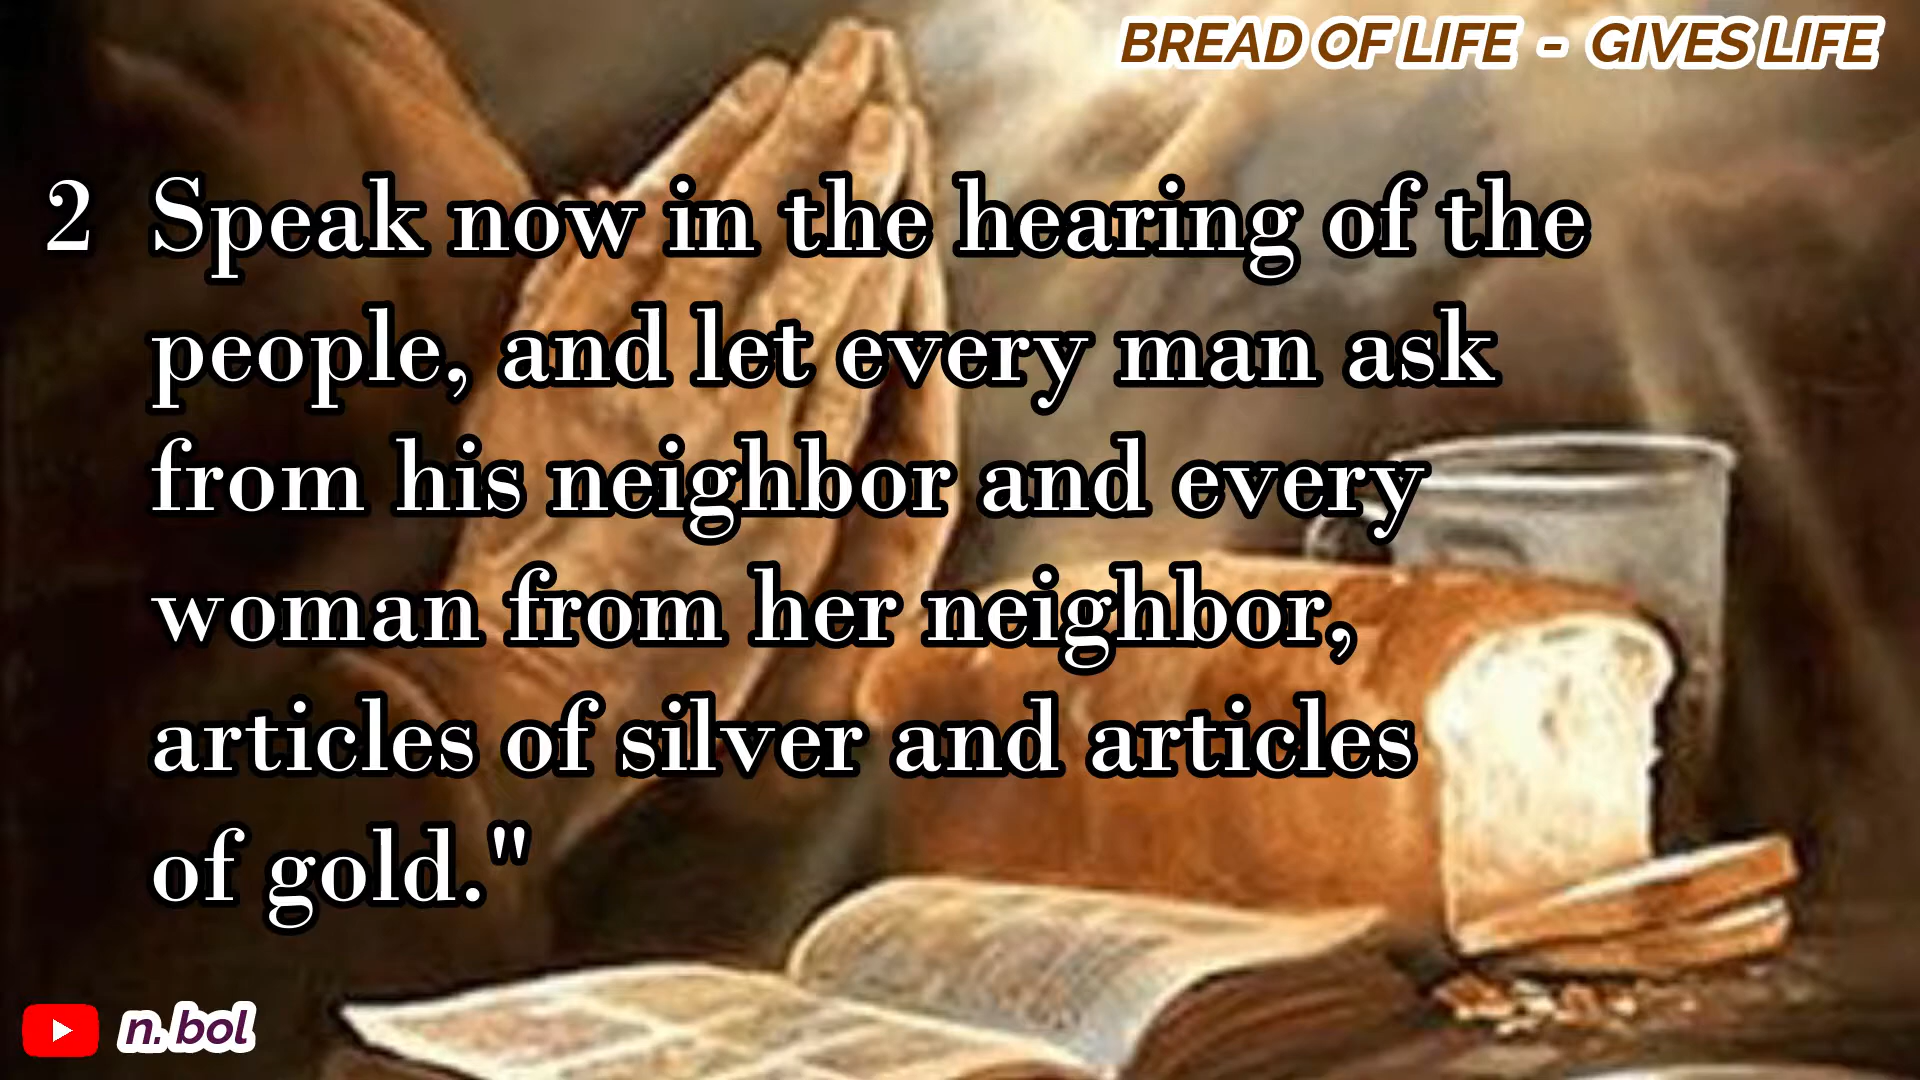 BREAD OF LIFE - GIVES LIFE
2 Speak now in the hearing of the
people, and let every man ask
from his neighbor and every
woman from her neighbor,
articles of silver and articles
of gold."
n. bol